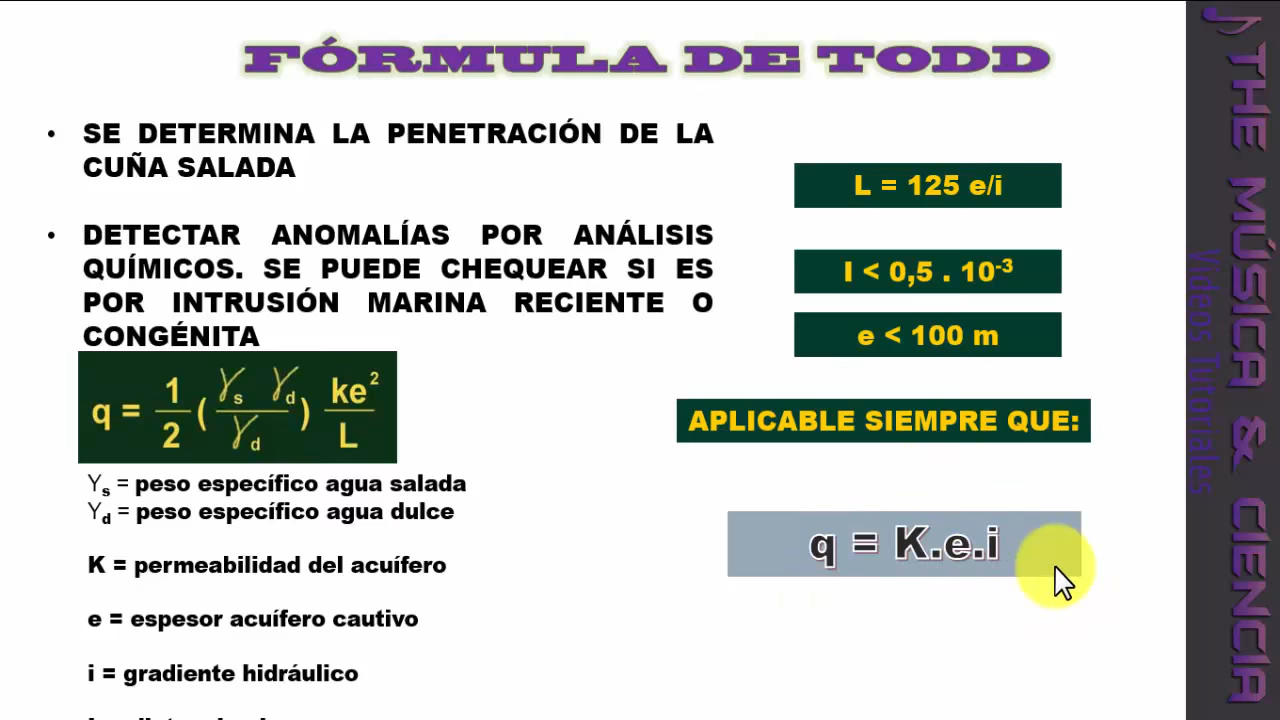 FÓRMULA DE TODD
• SE DETERMINA LA PENETRACIÓN DE LA
CUÑA SALADA
• DETECTAR ANOMALÍAS POR ANÁLISIS
QUÍMICOS. SE PUEDE CHEQUEAR SI ES
POR INTRUSIÓN MARINA RECIENTE O
CONGÉNITA
q = 1/2 (γs γd / γd) ke² / L
Ys = peso específico agua salada
Yd = peso específico agua dulce
K = permeabilidad del acuífero
e = espesor acuífero cautivo
i = gradiente hidráulico
L = 125 e/i
I < 0,5 . 10⁻³
e < 100 m
APLICABLE SIEMPRE QUE:
q = K.e.i
THE MÚSICA & CIENCIA
Videos Tutoriales